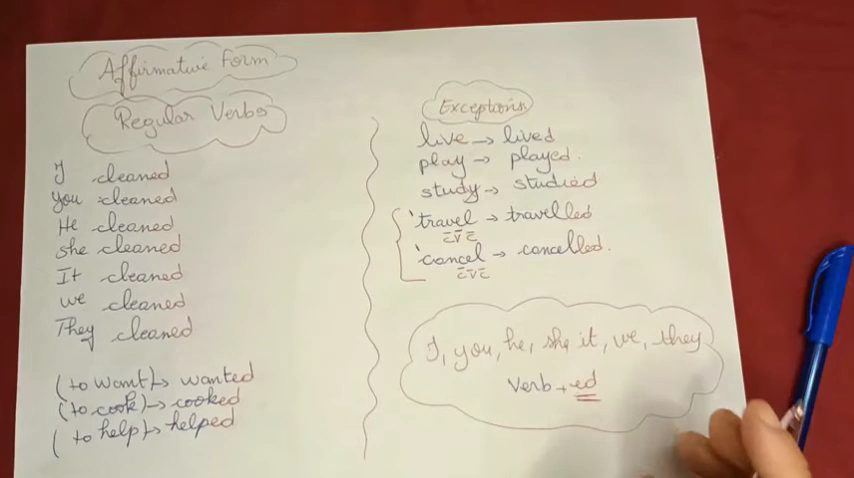 Affirmative Form
Regular Verbs
I cleaned
You cleaned
He cleaned
she cleaned
It cleaned
we cleaned
They cleaned
(to want)→ wanted
(to cook)→ cooked
( to help)→ helped
Exceptions
live → lived
play → played.
study → studied
'travel → travelled
CVC
'cancel → cancelled.
CVC
I, you, he, she it, we, they
Verb + ed